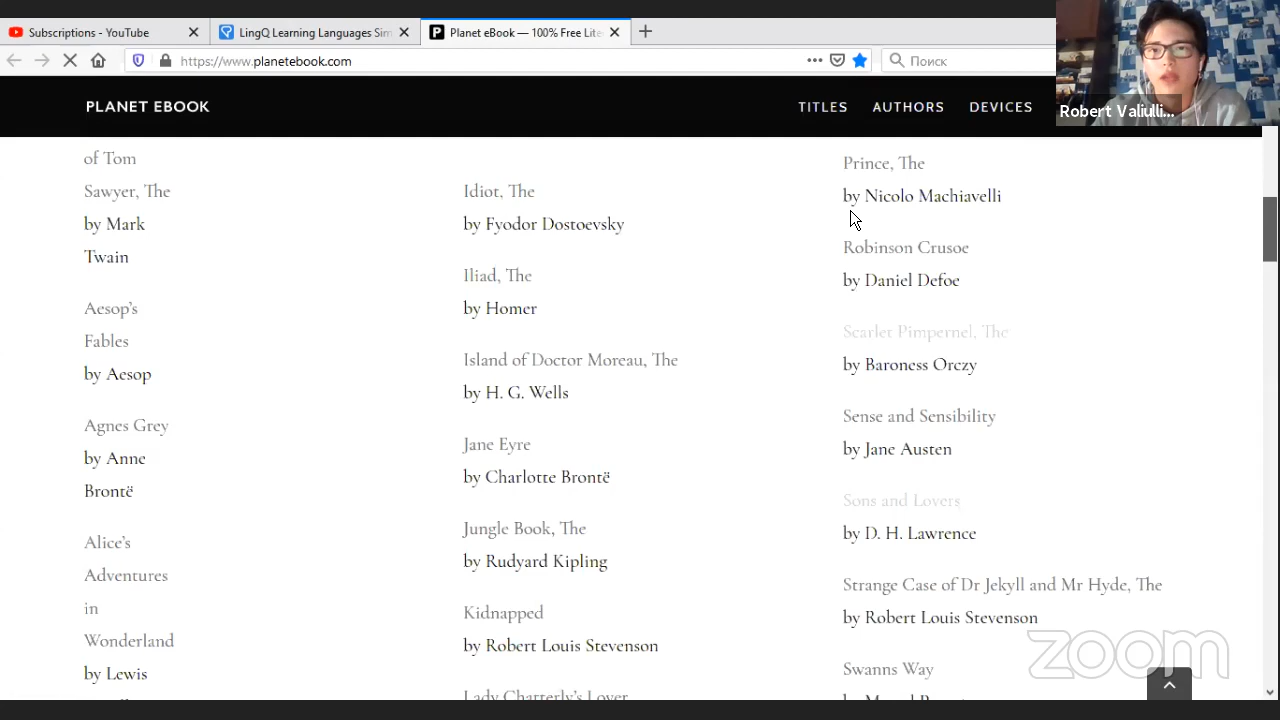 Subscriptions - YouTube
LingQ Learning Languages Sim
Planet eBook — 100% Free Lite
https://www.planetebook.com
Поиск
Robert Valiulli...
PLANET EBOOK
TITLES
AUTHORS
DEVICES
of Tom
Sawyer, The
by Mark
Twain
Aesop's
Fables
by Aesop
Agnes Grey
by Anne
Brontë
Alice's
Adventures
in
Wonderland
by Lewis
Idiot, The
by Fyodor Dostoevsky
Iliad, The
by Homer
Island of Doctor Moreau, The
by H. G. Wells
Jane Eyre
by Charlotte Brontë
Jungle Book, The
by Rudyard Kipling
Kidnapped
by Robert Louis Stevenson
Lady Chatterly's Lover
Prince, The
by Nicolo Machiavelli
Robinson Crusoe
by Daniel Defoe
Scarlet Pimpernel, The
by Baroness Orczy
Sense and Sensibility
by Jane Austen
Sons and Lovers
by D. H. Lawrence
Strange Case of Dr Jekyll and Mr Hyde, The
by Robert Louis Stevenson
Swanns Way
zoom